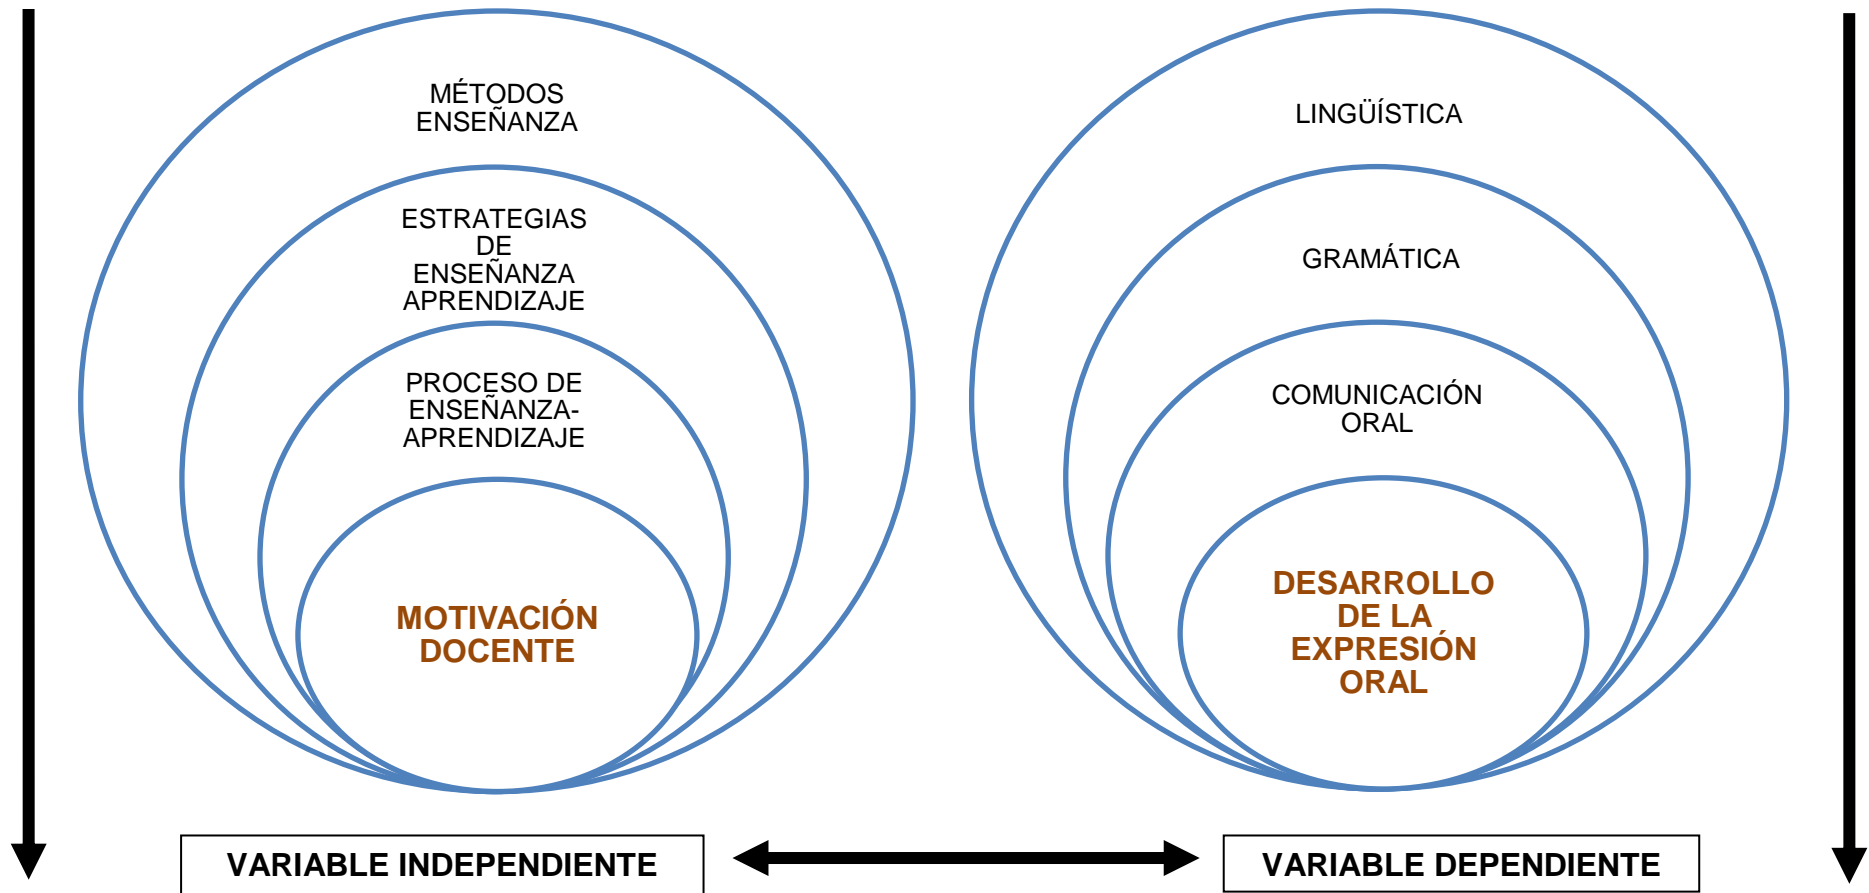 MÉTODOS
ENSEÑANZA
ESTRATEGIAS
DE
ENSEÑANZA
APRENDIZAJE
PROCESO DE
ENSEÑANZA-
APRENDIZAJE
MOTIVACIÓN
DOCENTE
LINGÜÍSTICA
GRAMÁTICA
COMUNICACIÓN
ORAL
DESARROLLO
DE LA
EXPRESIÓN
ORAL
VARIABLE INDEPENDIENTE
VARIABLE DEPENDIENTE